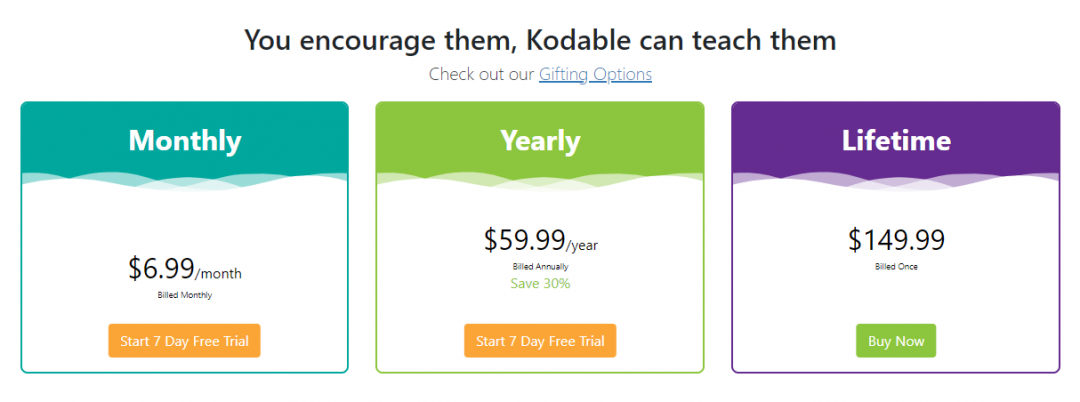 You encourage them, Kodable can teach them
Check out our Gifting Options
Monthly
$6.99/month
Billed Monthly
Start 7 Day Free Trial
Yearly
$59.99/year
Billed Annually
Save 30%
Start 7 Day Free Trial
Lifetime
$149.99
Billed Once
Buy Now